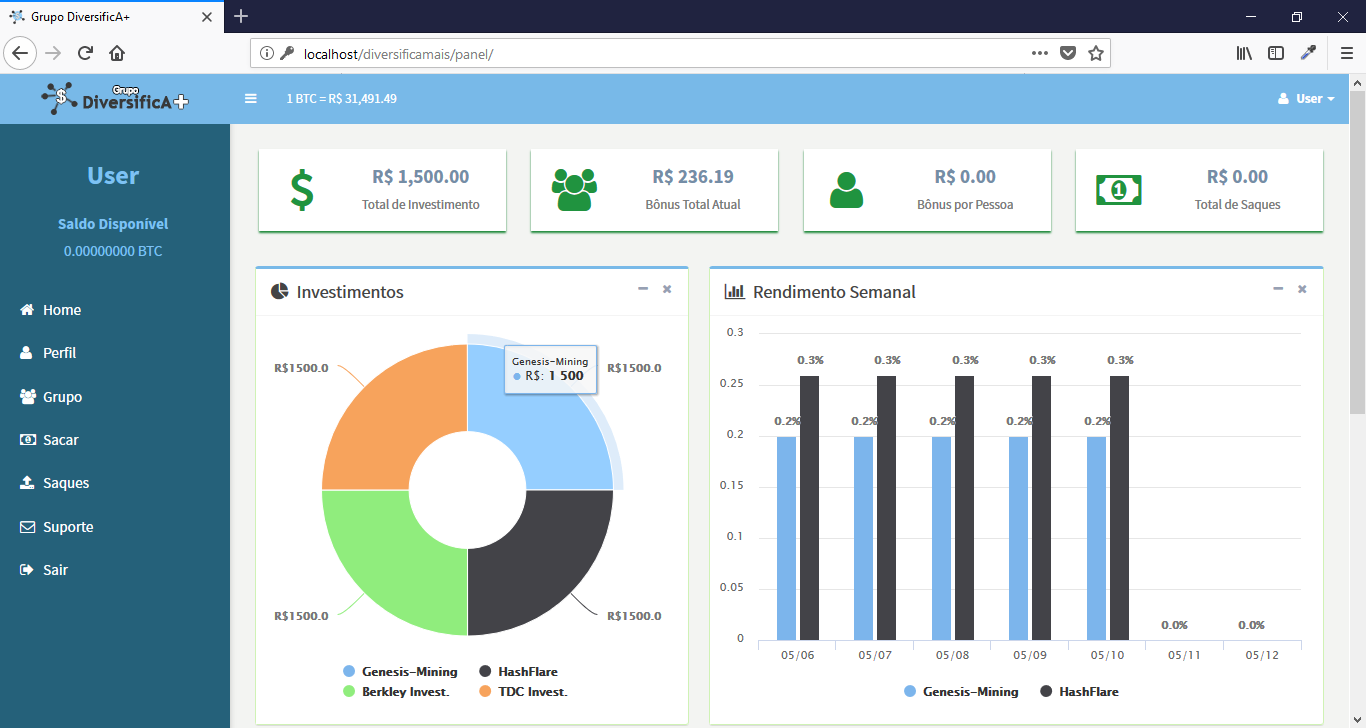 Grupo DiversificA+
localhost/diversificamais/panel/
Grupo
DiversificA+
1 BTC = R$ 31,491.49
User
User
Saldo Disponível
0.00000000 BTC
Home
Perfil
Grupo
Sacar
Saques
Suporte
Sair
R$ 1,500.00
Total de Investimento
R$ 236.19
Bônus Total Atual
R$ 0.00
Bônus por Pessoa
R$ 0.00
Total de Saques
Investimentos
Genesis-Mining
R$: 1 500
R$1500.0
R$1500.0
R$1500.0
R$1500.0
Genesis-Mining
HashFlare
Berkley Invest.
TDC Invest.
Rendimento Semanal
0.3
0.25
0.2
0.15
0.1
0.05
0
0.2%
0.3%
0.2%
0.3%
0.2%
0.3%
0.2%
0.3%
0.2%
0.3%
0.0%
0.0%
05/06
05/07
05/08
05/09
05/10
05/11
05/12
Genesis-Mining
HashFlare